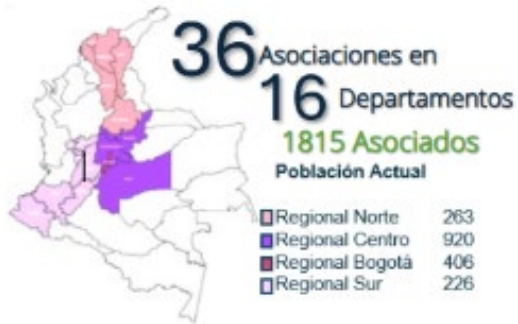 36 Asociaciones en
16 Departamentos
1815 Asociados
Población Actual
Regional Norte 263
Regional Centro 920
Regional Bogotá 406
Regional Sur 226